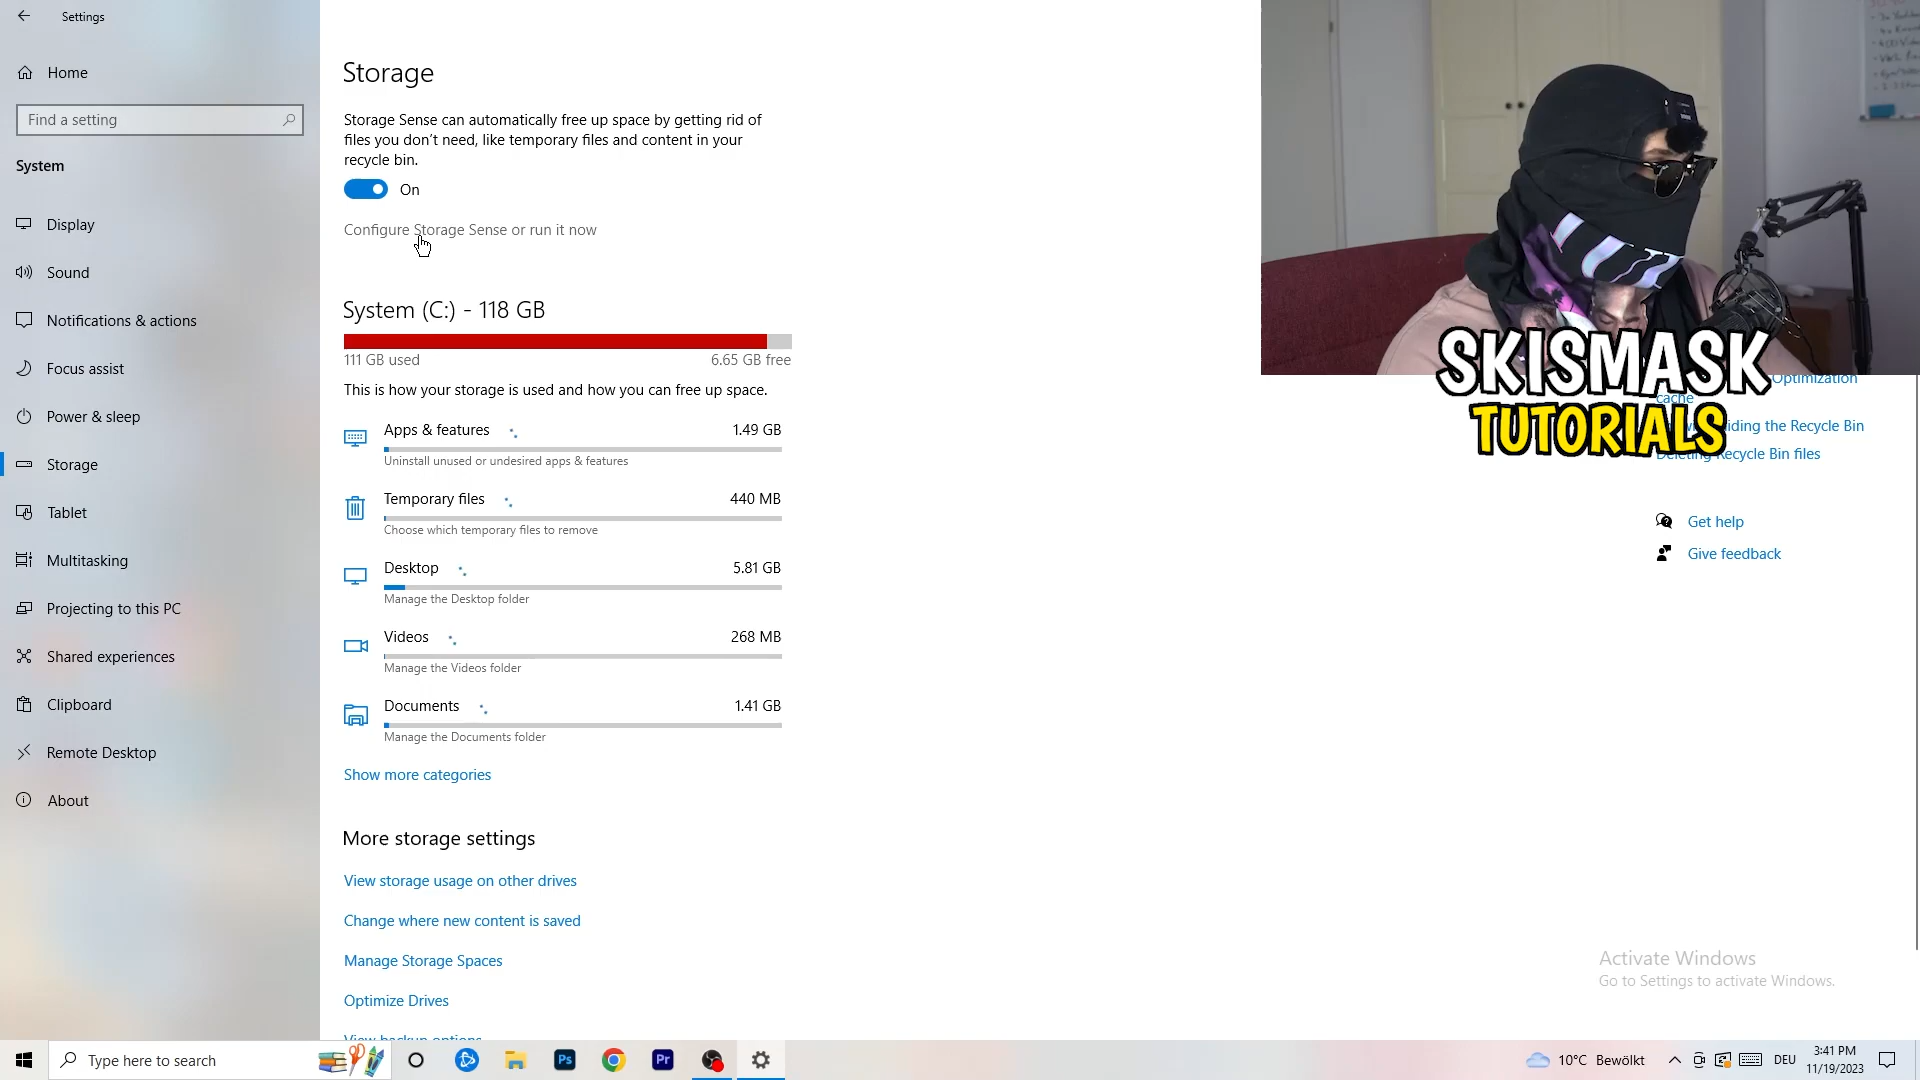 Settings
Home
Find a setting
System
Display
Sound
Notifications & actions
Focus assist
Power & sleep
Storage
Tablet
Multitasking
Projecting to this PC
Shared experiences
Clipboard
Remote Desktop
About
Storage
Storage Sense can automatically free up space by getting rid of
files you don't need, like temporary files and content in your
recycle bin.
On
Configure Storage Sense or run it now
System (C:) - 118 GB
111 GB used 6.65 GB free
This is how your storage is used and how you can free up space.
Apps & features 1.49 GB
Uninstall unused or undesired apps & features
Temporary files 440 MB
Choose which temporary files to remove
Desktop 5.81 GB
Manage the Desktop folder
Videos 268 MB
Manage the Videos folder
Documents 1.41 GB
Manage the Documents folder
Show more categories
More storage settings
View storage usage on other drives
Change where new content is saved
Manage Storage Spaces
Optimize Drives
View backup options
SKISMASK
TUTORIALS
Optimization
cache
the Recycle Bin
Recycle Bin files
Get help
Give feedback
Activate Windows
Go to Settings to activate Windows.
Type here to search
Ps
Pr
10°C Bewölkt
DEU
3:41 PM
11/19/2023